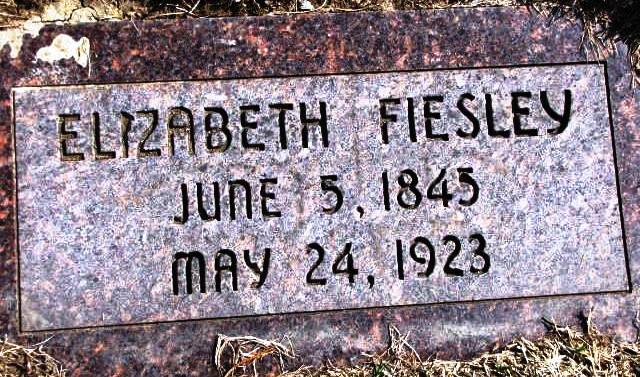 ELIZABETH FIESLEY
JUNE 5, 1845
MAY 24, 1923